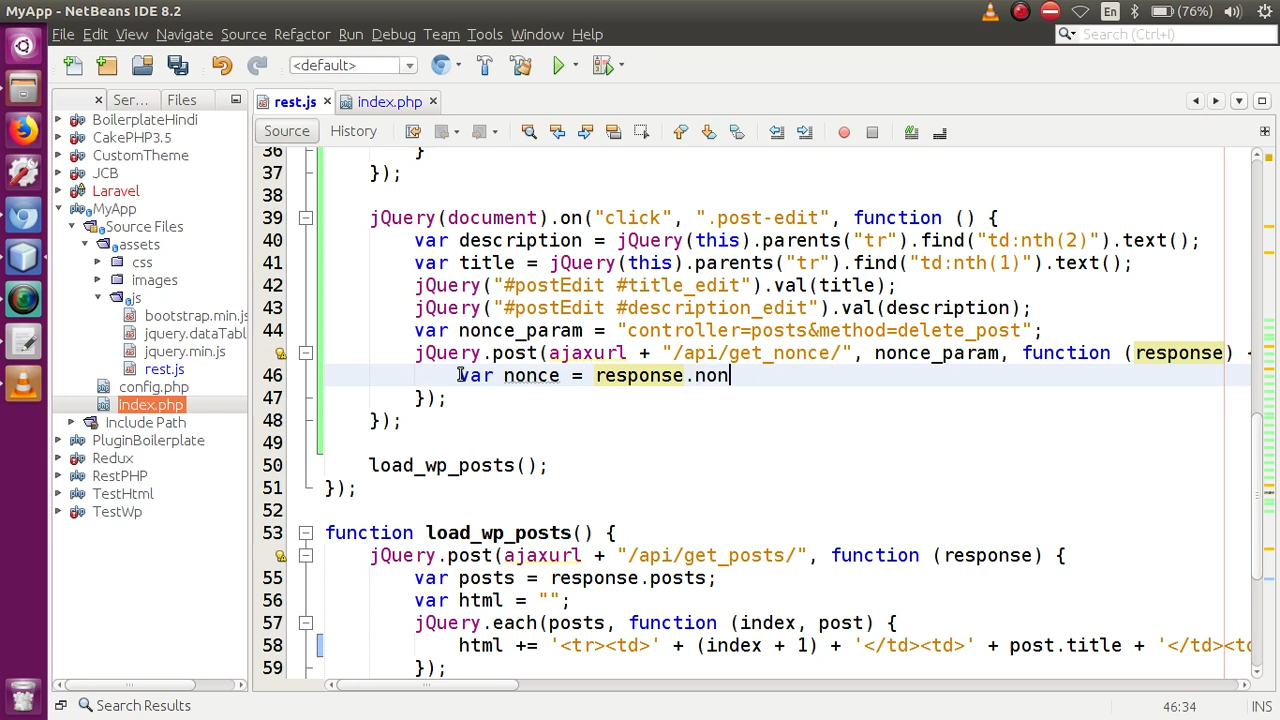 MyApp - NetBeans IDE 8.2
En
(76%)
File Edit View Navigate Source Refactor Run Debug Team Tools Window Help
Search (Ctrl+I)
<default>
Ser... Files
rest.js
index.php
Source History
BoilerplateHindi
CakePHP3.5
CustomTheme
JCB
Laravel
MyApp
Source Files
assets
css
images
js
bootstrap.min.js
jquery.dataTabl
jquery.min.js
rest.js
config.php
index.php
Include Path
PluginBoilerplate
Redux
RestPHP
TestHtml
TestWp
36 }
37 });
38
39 jQuery(document).on("click", ".post-edit", function () {
40 var description = jQuery(this).parents("tr").find("td:nth(2)").text();
41 var title = jQuery(this).parents("tr").find("td:nth(1)").text();
42 jQuery("#postEdit #title_edit").val(title);
43 jQuery("#postEdit #description_edit").val(description);
44 var nonce_param = "controller=posts&method=delete_post";
jQuery.post(ajaxurl + "/api/get_nonce/", nonce_param, function (response) {
46 var nonce = response.non
47 });
48 });
49
50 load_wp_posts();
51 });
52
53 function load_wp_posts() {
jQuery.post(ajaxurl + "/api/get_posts/", function (response) {
55 var posts = response.posts;
56 var html = "";
57 jQuery.each(posts, function (index, post) {
58 html += '<tr><td>' + (index + 1) + '</td><td>' + post.title + '</td><td
59 });
Search Results
46:34
INS